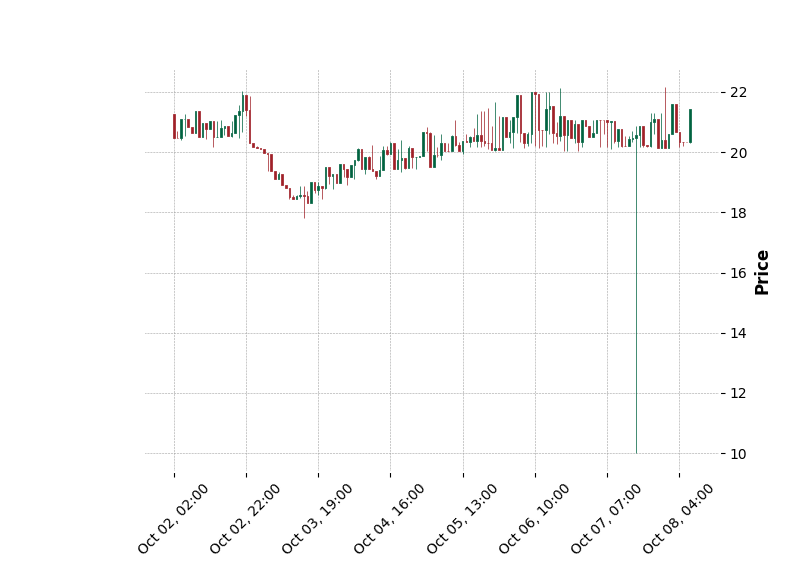 22
20
18
16
14
12
10
Price
Oct 02, 02:00
Oct 02, 22:00
Oct 03, 19:00
Oct 04, 16:00
Oct 05, 13:00
Oct 06, 10:00
Oct 07, 07:00
Oct 08, 04:00